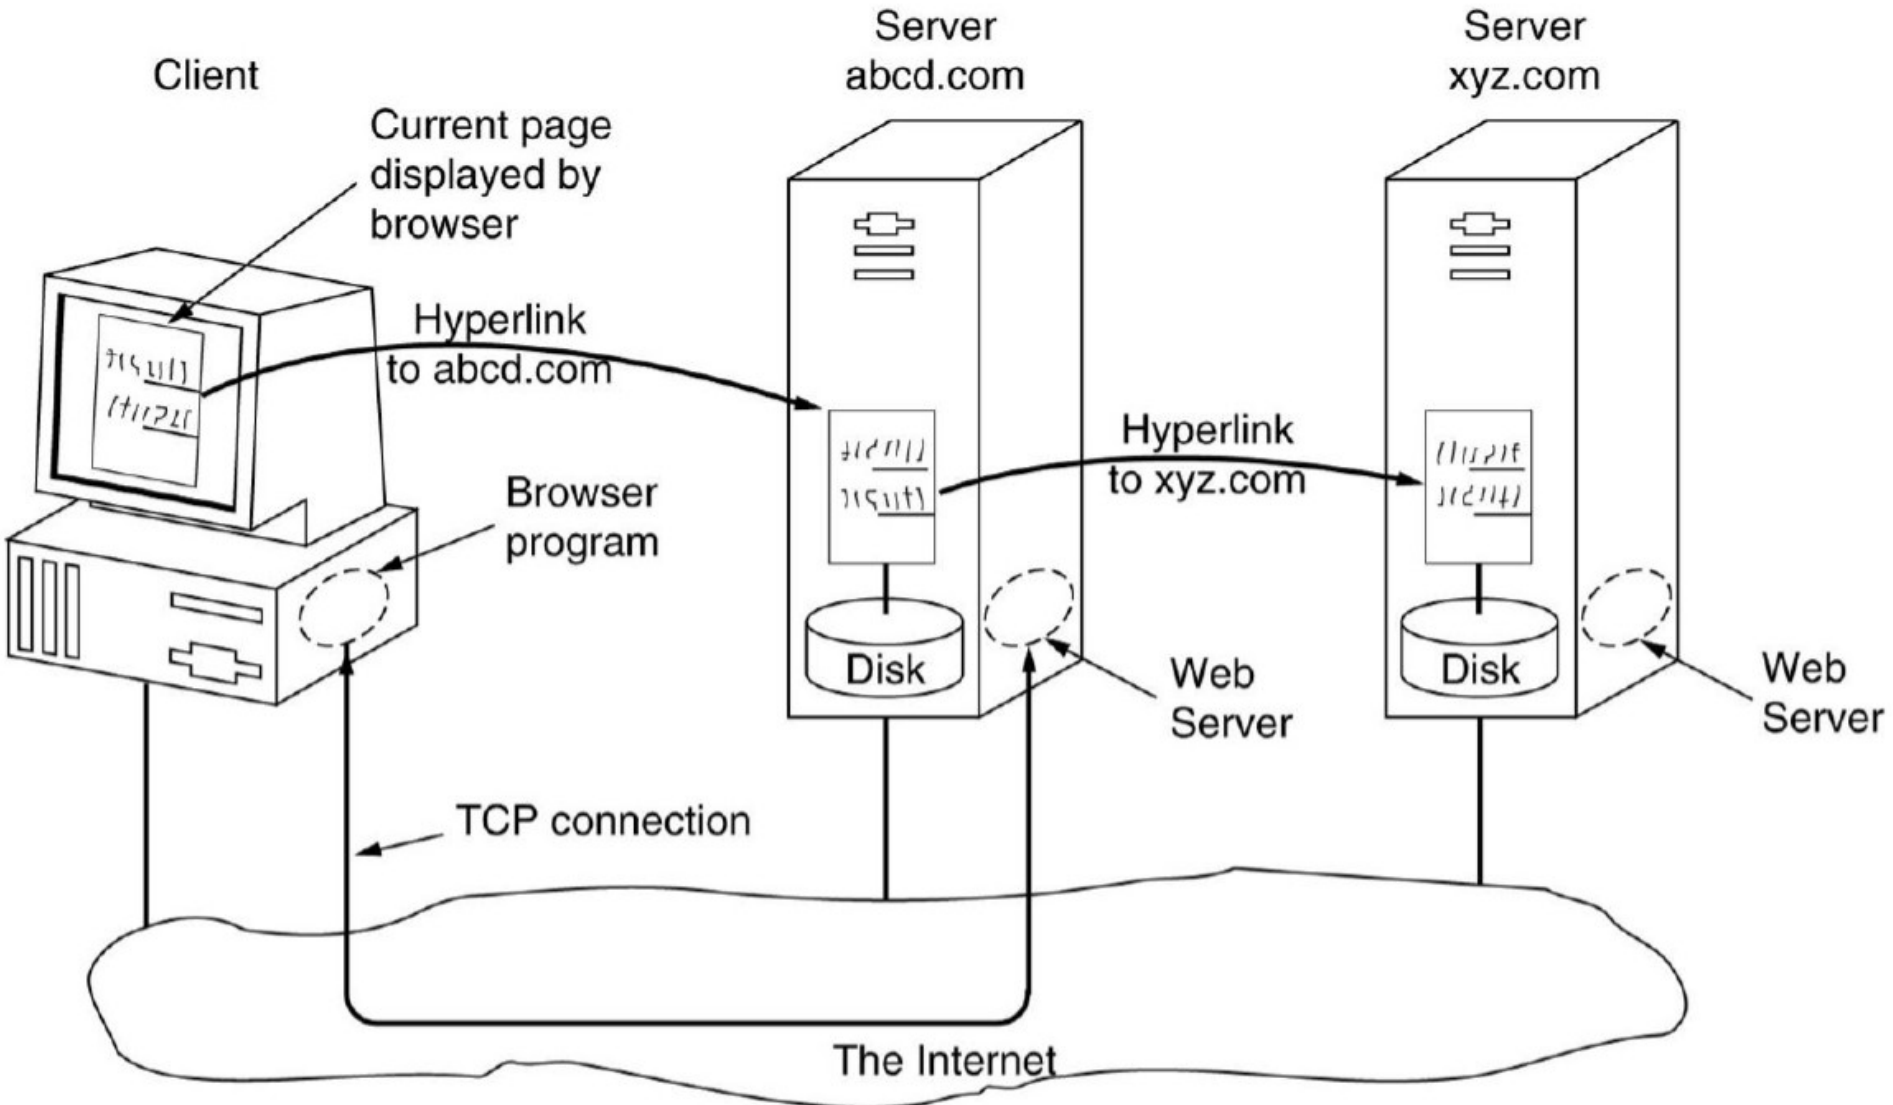 Client
Server
abcd.com
Server
xyz.com
Current page
displayed by
browser
Hyperlink
to abcd.com
Hyperlink
to xyz.com
Browser
program
Disk
Web
Server
Disk
Web
Server
TCP connection
The Internet